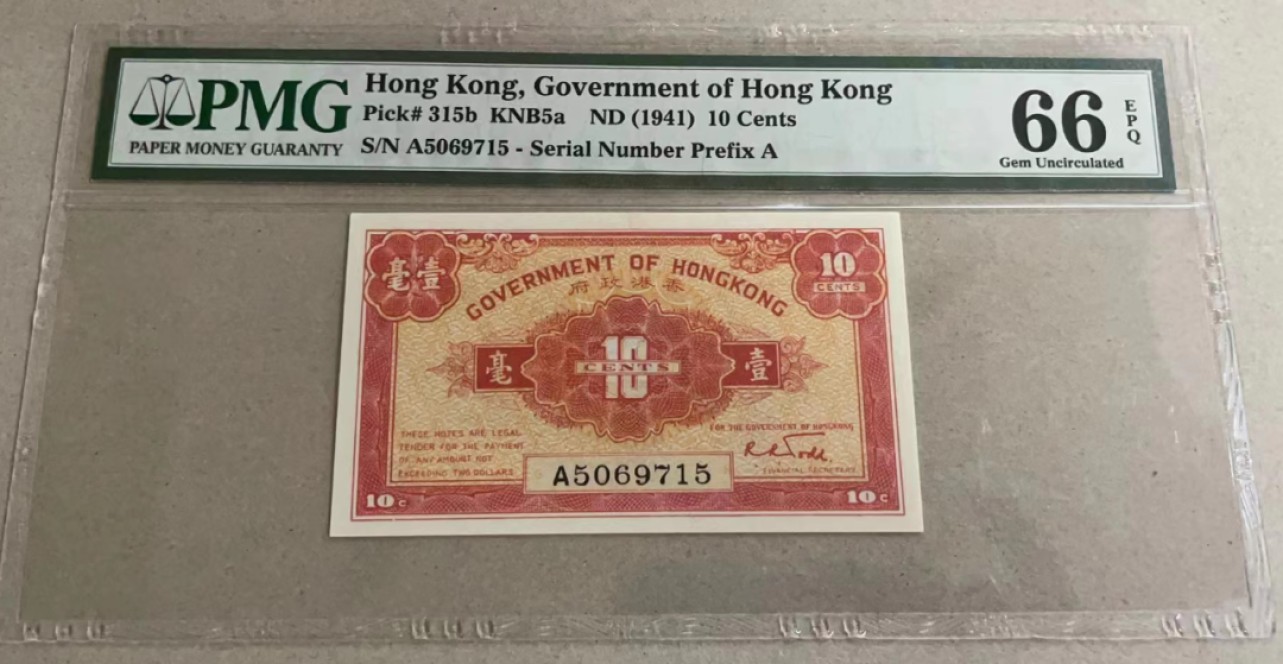 PMG
PAPER MONEY GUARANTY
Hong Kong, Government of Hong Kong
Pick# 315b KNB5a ND (1941) 10 Cents
S/N A5069715 - Serial Number Prefix A
66
EPQ
Gem Uncirculated
毫壹
10
CENTS
GOVERNMENT OF HONGKONG
府政港香
毫
10
CENTS
壹
THESE NOTES ARE LEGAL
TENDER FOR THE PAYMENT
OF ANY AMOUNT NOT
EXCEEDING TWO DOLLARS
FOR THE GOVERNMENT OF HONGKONG
R R Todd.
FINANCIAL SECRETARY
A5069715
10 C
10 C